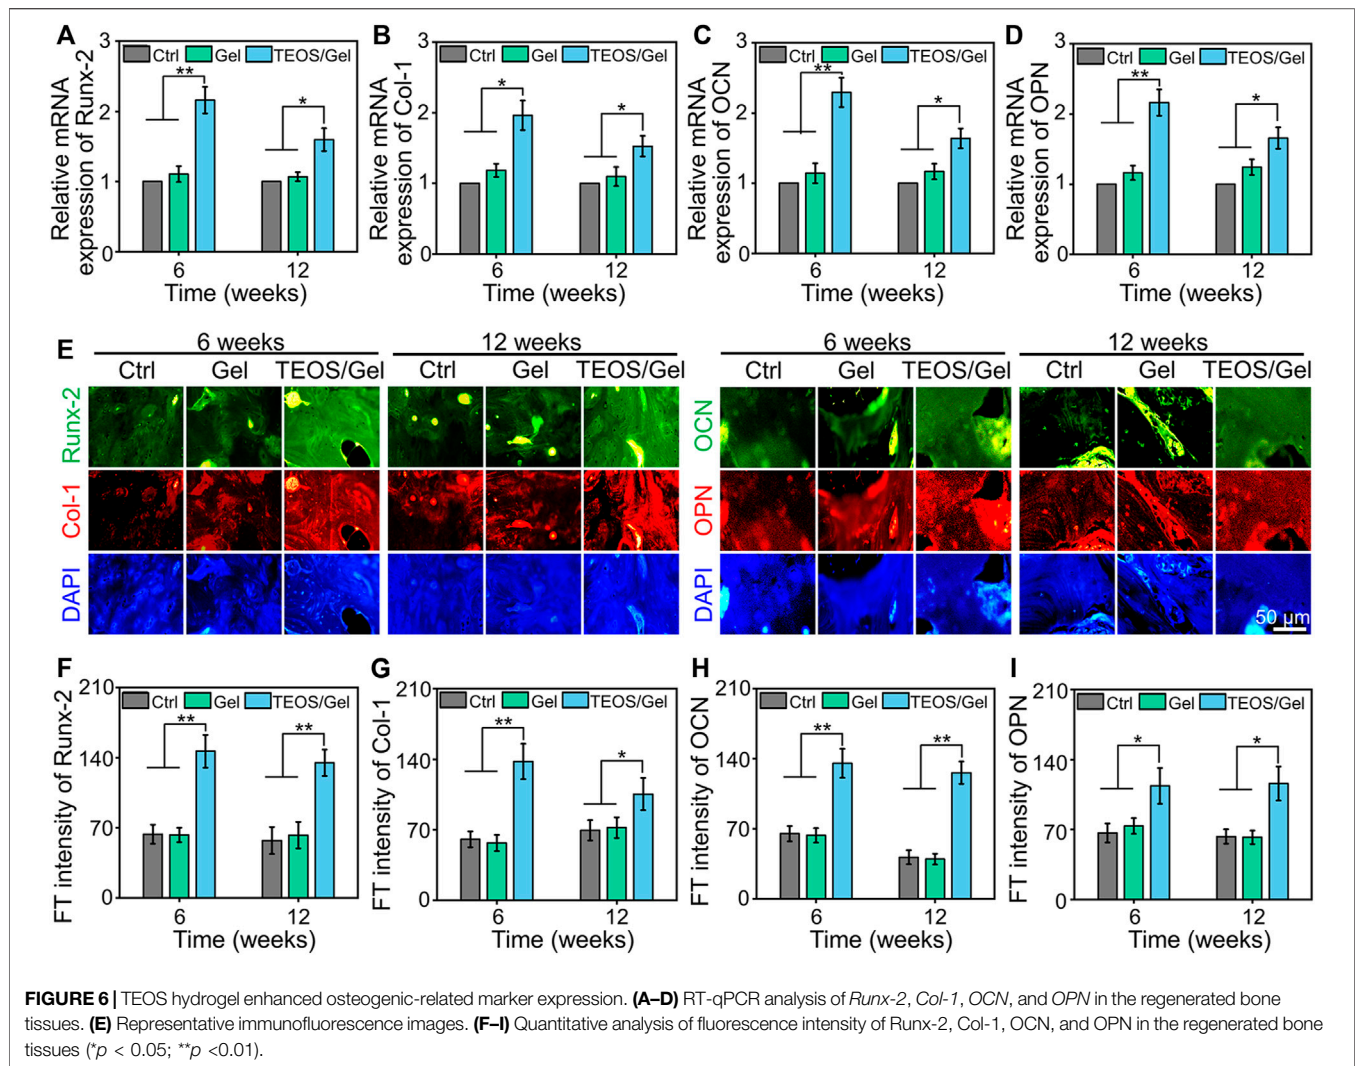 A
Ctrl Gel TEOS/Gel
Relative mRNA
expression of Runx-2
3
2
1
0
**
*
6 12
Time (weeks)
B
Ctrl Gel TEOS/Gel
Relative mRNA
expression of Col-1
3
2
1
0
*
*
6 12
Time (weeks)
C
Ctrl Gel TEOS/Gel
Relative mRNA
expression of OCN
3
2
1
0
**
*
6 12
Time (weeks)
D
Ctrl Gel TEOS/Gel
Relative mRNA
expression of OPN
3
2
1
0
**
*
6 12
Time (weeks)
E
6 weeks 12 weeks 6 weeks 12 weeks
Ctrl Gel TEOS/Gel Ctrl Gel TEOS/Gel Ctrl Gel TEOS/Gel Ctrl Gel TEOS/Gel
Runx-2 OCN
Col-1 OPN
DAPI DAPI
50 μm
F
Ctrl Gel TEOS/Gel
FT intensity of Runx-2
210
140
70
0
**
**
6 12
Time (weeks)
G
Ctrl Gel TEOS/Gel
FT intensity of Col-1
210
140
70
0
**
*
6 12
Time (weeks)
H
Ctrl Gel TEOS/Gel
FT intensity of OCN
210
140
70
0
**
**
6 12
Time (weeks)
I
Ctrl Gel TEOS/Gel
FT intensity of OPN
210
140
70
0
*
*
6 12
Time (weeks)
FIGURE 6 | TEOS hydrogel enhanced osteogenic-related marker expression. (A–D) RT-qPCR analysis of Runx-2, Col-1, OCN, and OPN in the regenerated bone
tissues. (E) Representative immunofluorescence images. (F–I) Quantitative analysis of fluorescence intensity of Runx-2, Col-1, OCN, and OPN in the regenerated bone
tissues (*p < 0.05; **p <0.01).